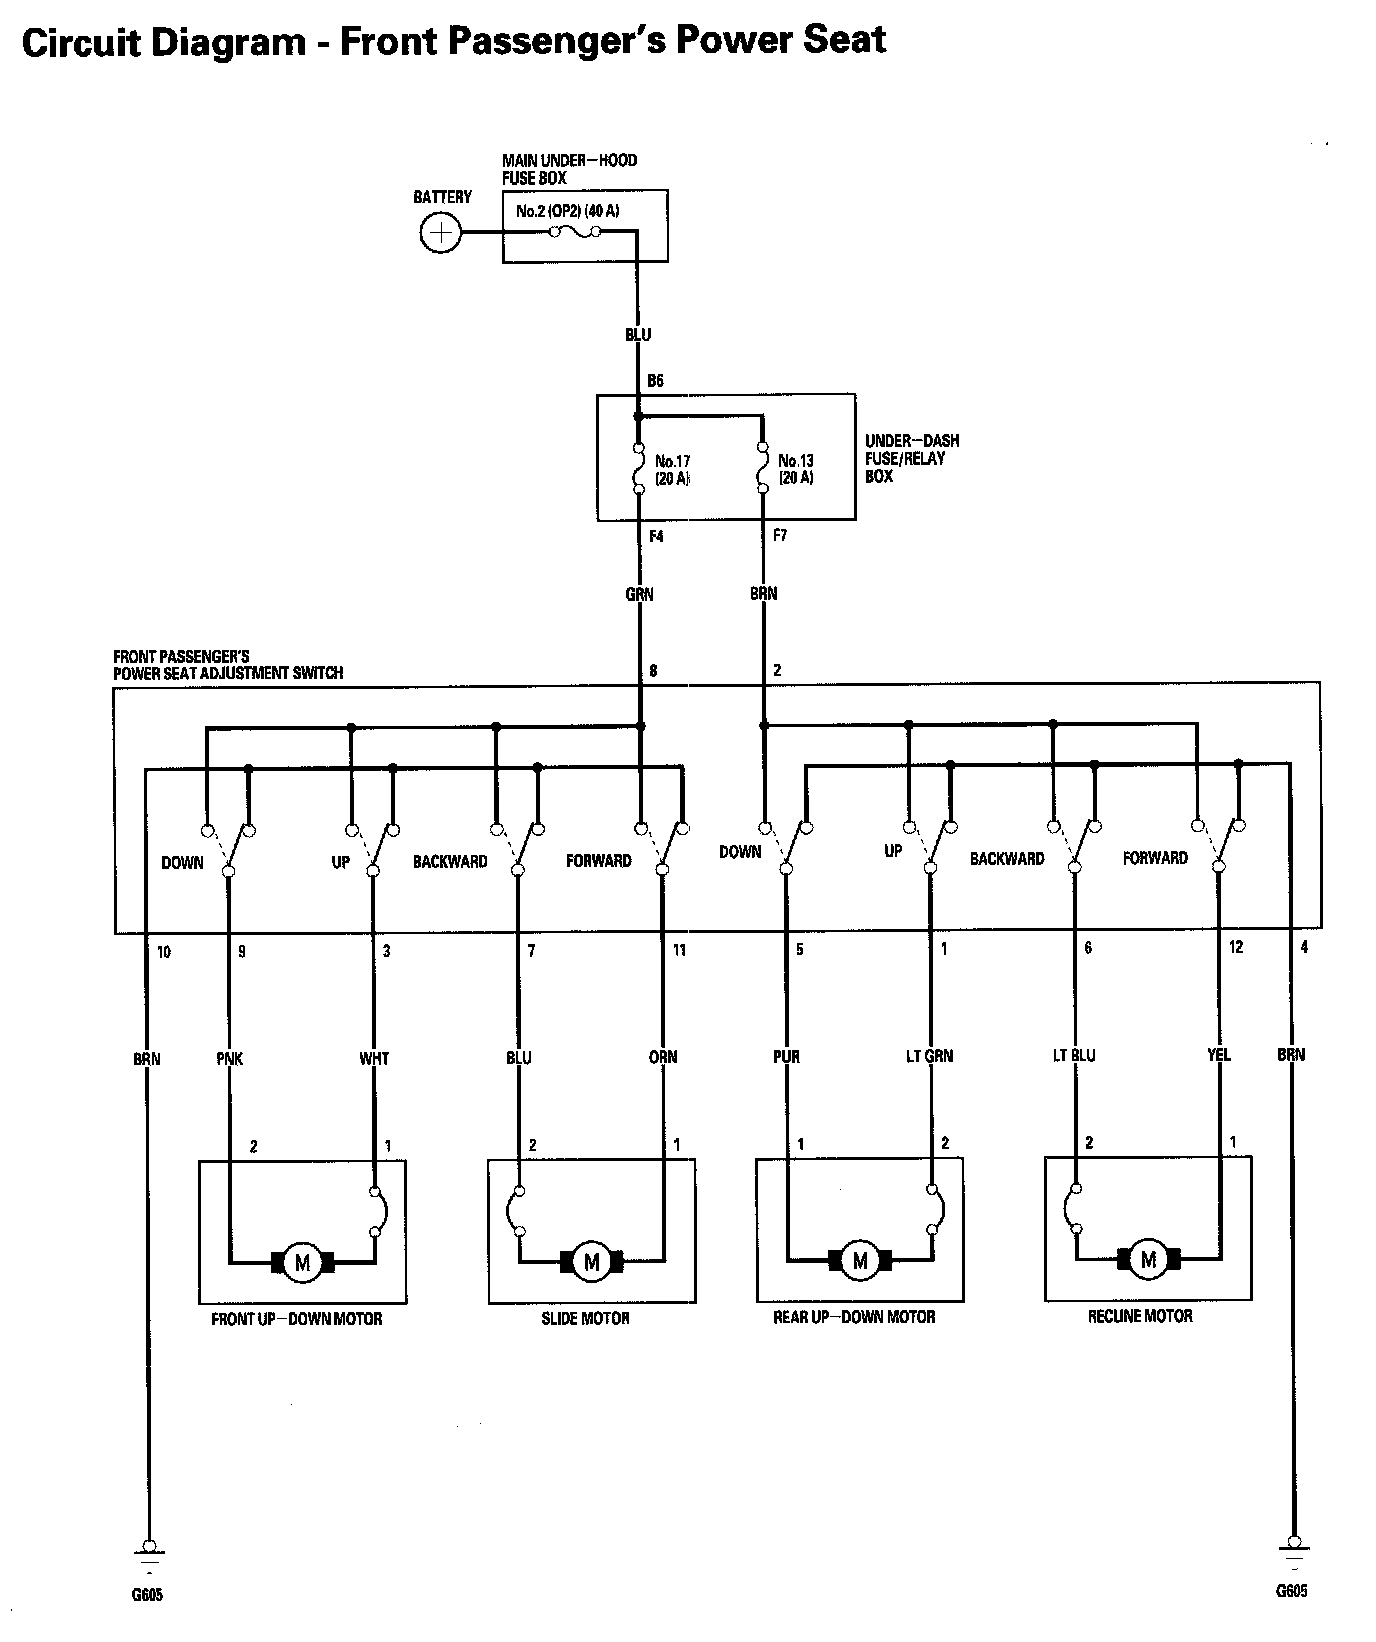 Circuit Diagram - Front Passenger's Power Seat
MAIN UNDER-HOOD
FUSE BOX
BATTERY
No.2 (OP2) (40 A)
BLU
B6
No.17
(20 A)
No.13
(20 A)
UNDER-DASH
FUSE/RELAY
BOX
F4
F7
GRN
BRN
FRONT PASSENGER'S
POWER SEAT ADJUSTMENT SWITCH
8
2
DOWN
UP
BACKWARD
FORWARD
DOWN
UP
BACKWARD
FORWARD
10
9
3
7
11
5
1
6
12
4
BRN
PNK
WHT
BLU
ORN
PUR
LT GRN
LT BLU
YEL
BRN
2
1
2
1
1
2
2
1
M
M
M
M
FRONT UP-DOWN MOTOR
SLIDE MOTOR
REAR UP-DOWN MOTOR
RECLINE MOTOR
G605
G605